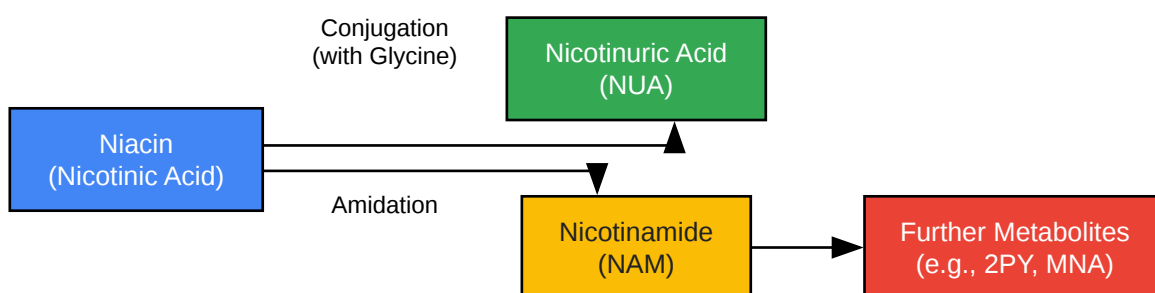 Conjugation
(with Glycine)
Nicotinuric Acid
(NUA)
Niacin
(Nicotinic Acid)
Amidation
Nicotinamide
(NAM)
Further Metabolites
(e.g., 2PY, MNA)